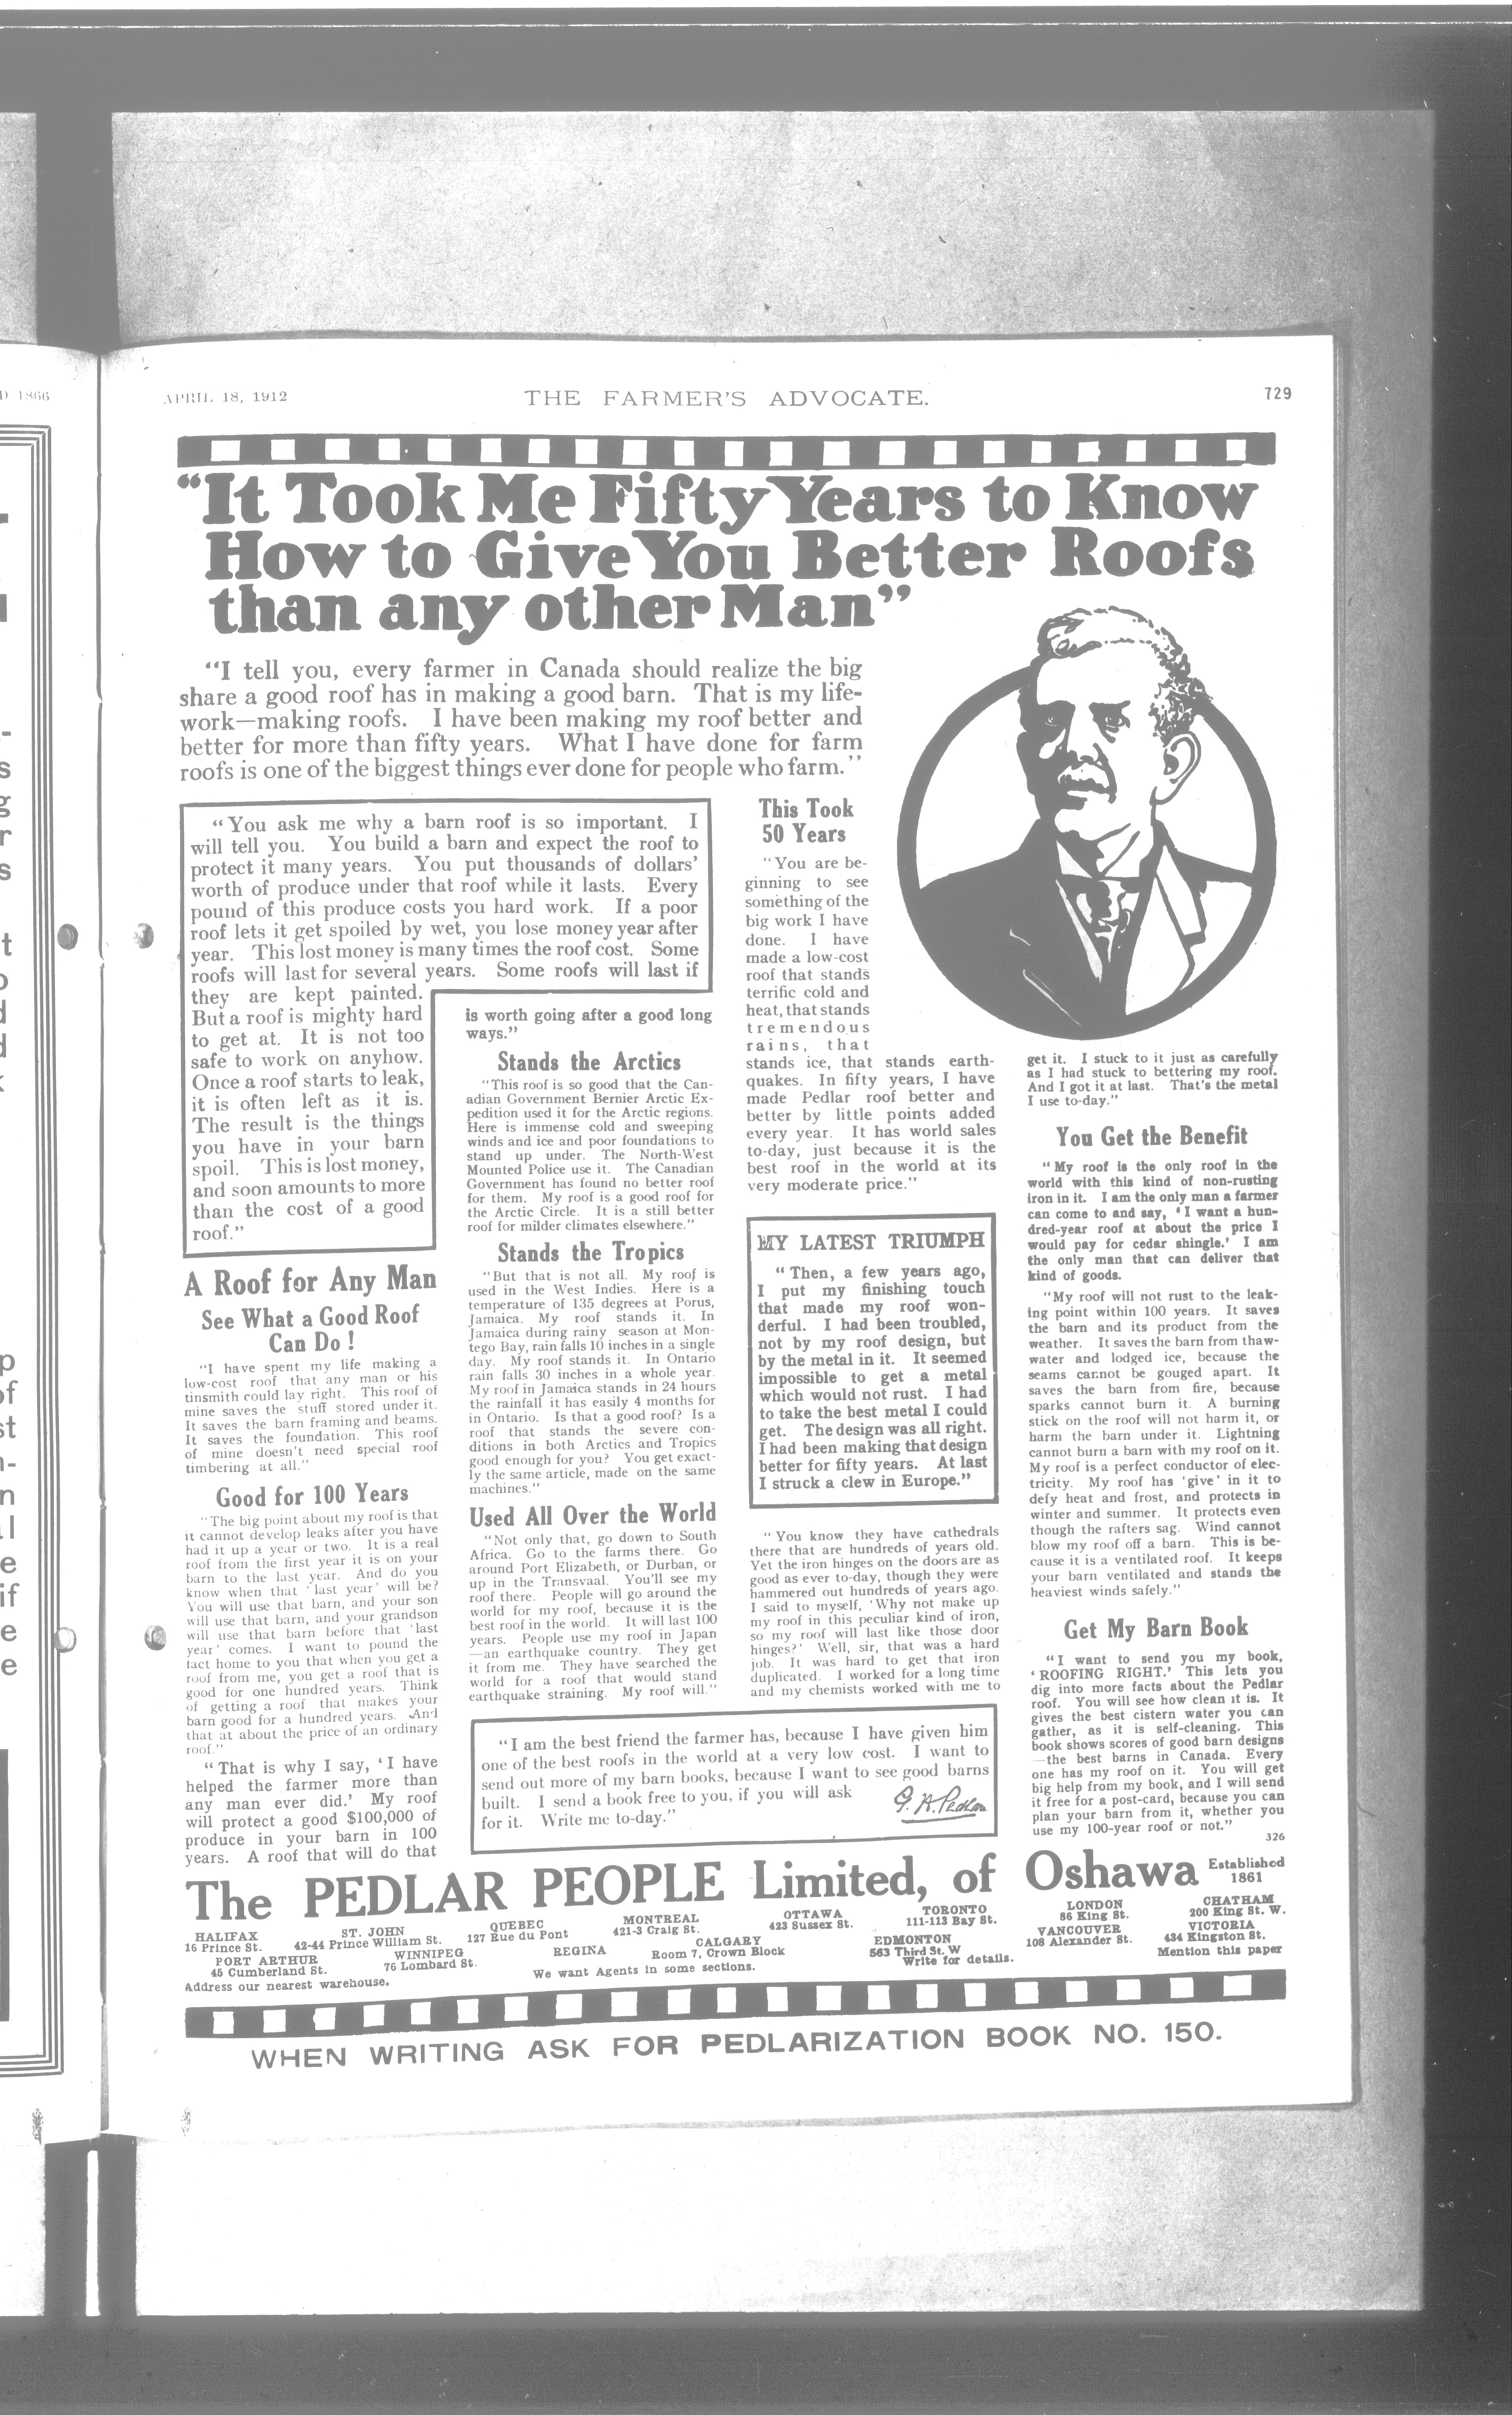 APRIL 18, 1912
THE FARMER'S ADVOCATE.
729
"It Took Me Fifty Years to Know
How to Give You Better Roofs
than any other Man"
"I tell you, every farmer in Canada should realize the big
share a good roof has in making a good barn. That is my life-
work—making roofs. I have been making my roof better and
better for more than fifty years. What I have done for farm
roofs is one of the biggest things ever done for people who farm."
"You ask me why a barn roof is so important. I
will tell you. You build a barn and expect the roof to
protect it many years. You put thousands of dollars'
worth of produce under that roof while it lasts. Every
pound of this produce costs you hard work. If a poor
roof lets it get spoiled by wet, you lose money year after
year. This lost money is many times the roof cost. Some
roofs will last for several years. Some roofs will last if
they are kept painted.
But a roof is mighty hard
to get at. It is not too
safe to work on anyhow.
Once a roof starts to leak,
it is often left as it is.
The result is the things
you have in your barn
spoil. This is lost money,
and soon amounts to more
than the cost of a good
roof."
A Roof for Any Man
See What a Good Roof
Can Do!
"I have spent my life making a
low-cost roof that any man or his
tinsmith could lay right. This roof of
mine saves the stuff stored under it.
It saves the barn framing and beams.
It saves the foundation. This roof
of mine doesn't need special roof
timbering at all."
Good for 100 Years
"The big point about my roof is that
it cannot develop leaks after you have
had it up a year or two. It is a real
roof from the first year it is on your
barn to the last year. And do you
know when that 'last year' will be?
You will use that barn, and your son
will use that barn, and your grandson
will use that barn before that 'last
year' comes. I want to pound the
fact home to you that when you get a
roof from me, you get a roof that is
good for one hundred years. Think
of getting a roof that makes your
barn good for a hundred years. And
that at about the price of an ordinary
roof."
"That is why I say, 'I have
helped the farmer more than
any man ever did.' My roof
will protect a good $100,000 of
produce in your barn in 100
years. A roof that will do that
is worth going after a good long
ways."
Stands the Arctics
"This roof is so good that the Can-
adian Government Bernier Arctic Ex-
pedition used it for the Arctic regions.
Here is immense cold and sweeping
winds and ice and poor foundations to
stand up under. The North-West
Mounted Police use it. The Canadian
Government has found no better roof
for them. My roof is a good roof for
the Arctic Circle. It is a still better
roof for milder climates elsewhere."
Stands the Tropics
"But that is not all. My roof is
used in the West Indies. Here is a
temperature of 135 degrees at Porus,
Jamaica. My roof stands it. In
Jamaica during rainy season at Mon-
tego Bay, rain falls 10 inches in a single
day. My roof stands it. In Ontario
rain falls 30 inches in a whole year.
My roof in Jamaica stands in 24 hours
the rainfall it has easily 4 months for
in Ontario. Is that a good roof? Is a
roof that stands the severe con-
ditions in both Arctics and Tropics
good enough for you? You get exact-
ly the same article, made on the same
machines."
Used All Over the World
"Not only that, go down to South
Africa. Go to the farms there. Go
around Port Elizabeth, or Durban, or
up in the Transvaal. You'll see my
roof there. People will go around the
world for my roof, because it is the
best roof in the world. It will last 100
years. People use my roof in Japan
—an earthquake country. They get
it from me. They have searched the
world for a roof that would stand
earthquake straining. My roof will."
This Took
50 Years
"You are be-
ginning to see
something of the
big work I have
done. I have
made a low-cost
roof that stands
terrific cold and
heat, that stands
tremendous
rains, that
stands ice, that stands earth-
quakes. In fifty years, I have
made Pedlar roof better and
better by little points added
every year. It has world sales
to-day, just because it is the
best roof in the world at its
very moderate price."
MY LATEST TRIUMPH
"Then, a few years ago,
I put my finishing touch
that made my roof won-
derful. I had been troubled,
not by my roof design, but
by the metal in it. It seemed
impossible to get a metal
which would not rust. I had
to take the best metal I could
get. The design was all right.
I had been making that design
better for fifty years. At last
I struck a clew in Europe."
"You know they have cathedrals
there that are hundreds of years old.
Yet the iron hinges on the doors are as
good as ever to-day, though they were
hammered out hundreds of years ago.
I said to myself, 'Why not make up
my roof in this peculiar kind of iron,
so my roof will last like those door
hinges?' Well, sir, that was a hard
job. It was hard to get that iron
duplicated. I worked for a long time
and my chemists worked with me to
get it. I stuck to it just as carefully
as I had stuck to bettering my roof.
And I got it at last. That's the metal
I use to-day."
You Get the Benefit
"My roof is the only roof in the
world with this kind of non-rusting
iron in it. I am the only man a farmer
can come to and say, 'I want a hun-
dred-year roof at about the price I
would pay for cedar shingle.' I am
the only man that can deliver that
kind of goods.
"My roof will not rust to the leak-
ing point within 100 years. It saves
the barn and its product from the
weather. It saves the barn from thaw-
water and lodged ice, because the
seams cannot be gouged apart. It
saves the barn from fire, because
sparks cannot burn it. A burning
stick on the roof will not harm it, or
harm the barn under it. Lightning
cannot burn a barn with my roof on it.
My roof is a perfect conductor of elec-
tricity. My roof has 'give' in it to
defy heat and frost, and protects in
winter and summer. It protects even
though the rafters sag. Wind cannot
blow my roof off a barn. This is be-
cause it is a ventilated roof. It keeps
your barn ventilated and stands the
heaviest winds safely."
Get My Barn Book
"I want to send you my book,
'ROOFING RIGHT.' This lets you
dig into more facts about the Pedlar
roof. You will see how clean it is. It
gives the best cistern water you can
gather, as it is self-cleaning. This
book shows scores of good barn designs
—the best barns in Canada. Every
one has my roof on it. You will get
big help from my book, and I will send
it free for a post-card, because you can
plan your barn from it, whether you
use my 100-year roof or not."
326
"I am the best friend the farmer has, because I have given him
one of the best roofs in the world at a very low cost. I want to
send out more of my barn books, because I want to see good barns
built. I send a book free to you, if you will ask
for it. Write me to-day."
G. A. Pedlar
The PEDLAR PEOPLE Limited, of Oshawa
Established
1861
HALIFAX
16 Prince St.
ST. JOHN
42-44 Prince William St.
QUEBEC
127 Rue du Pont
MONTREAL
421-3 Craig St.
OTTAWA
423 Sussex St.
TORONTO
111-113 Bay St.
LONDON
86 King St.
CHATHAM
200 King St. W.
PORT ARTHUR
45 Cumberland St.
WINNIPEG
76 Lombard St.
REGINA
CALGARY
Room 7, Crown Block
EDMONTON
563 Third St. W
VANCOUVER
108 Alexander St.
VICTORIA
434 Kingston St.
Address our nearest warehouse.
We want Agents in some sections.
Write for details.
Mention this paper
WHEN WRITING ASK FOR PEDLARIZATION BOOK NO. 150.